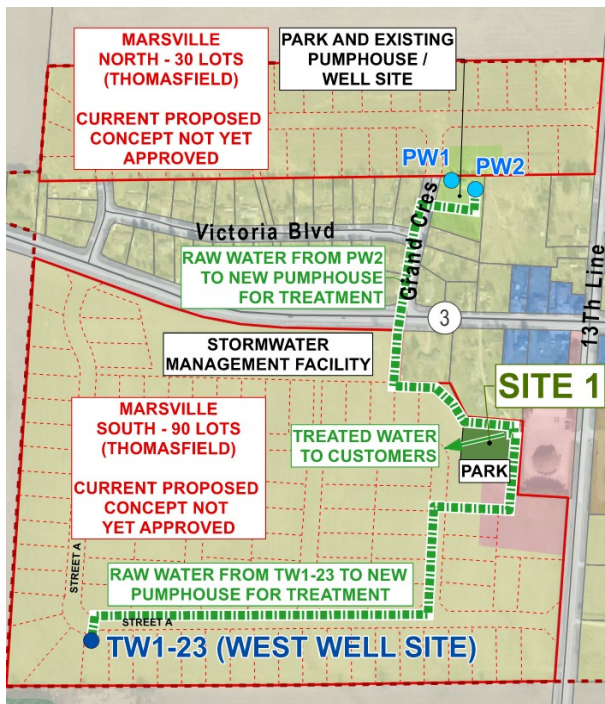 MARSVILLE
NORTH - 30 LOTS
(THOMASFIELD)
CURRENT PROPOSED
CONCEPT NOT YET
APPROVED
PARK AND EXISTING
PUMPHOUSE /
WELL SITE
PW1
PW2
Victoria Blvd
Grand Cres
RAW WATER FROM PW2
TO NEW PUMPHOUSE
FOR TREATMENT
3
13Th Line
STORMWATER
MANAGEMENT FACILITY
SITE 1
MARSVILLE
SOUTH - 90 LOTS
(THOMASFIELD)
CURRENT PROPOSED
CONCEPT NOT
YET APPROVED
TREATED WATER
TO CUSTOMERS
PARK
STREET A
RAW WATER FROM TW1-23 TO NEW
PUMPHOUSE FOR TREATMENT
STREET A
TW1-23 (WEST WELL SITE)